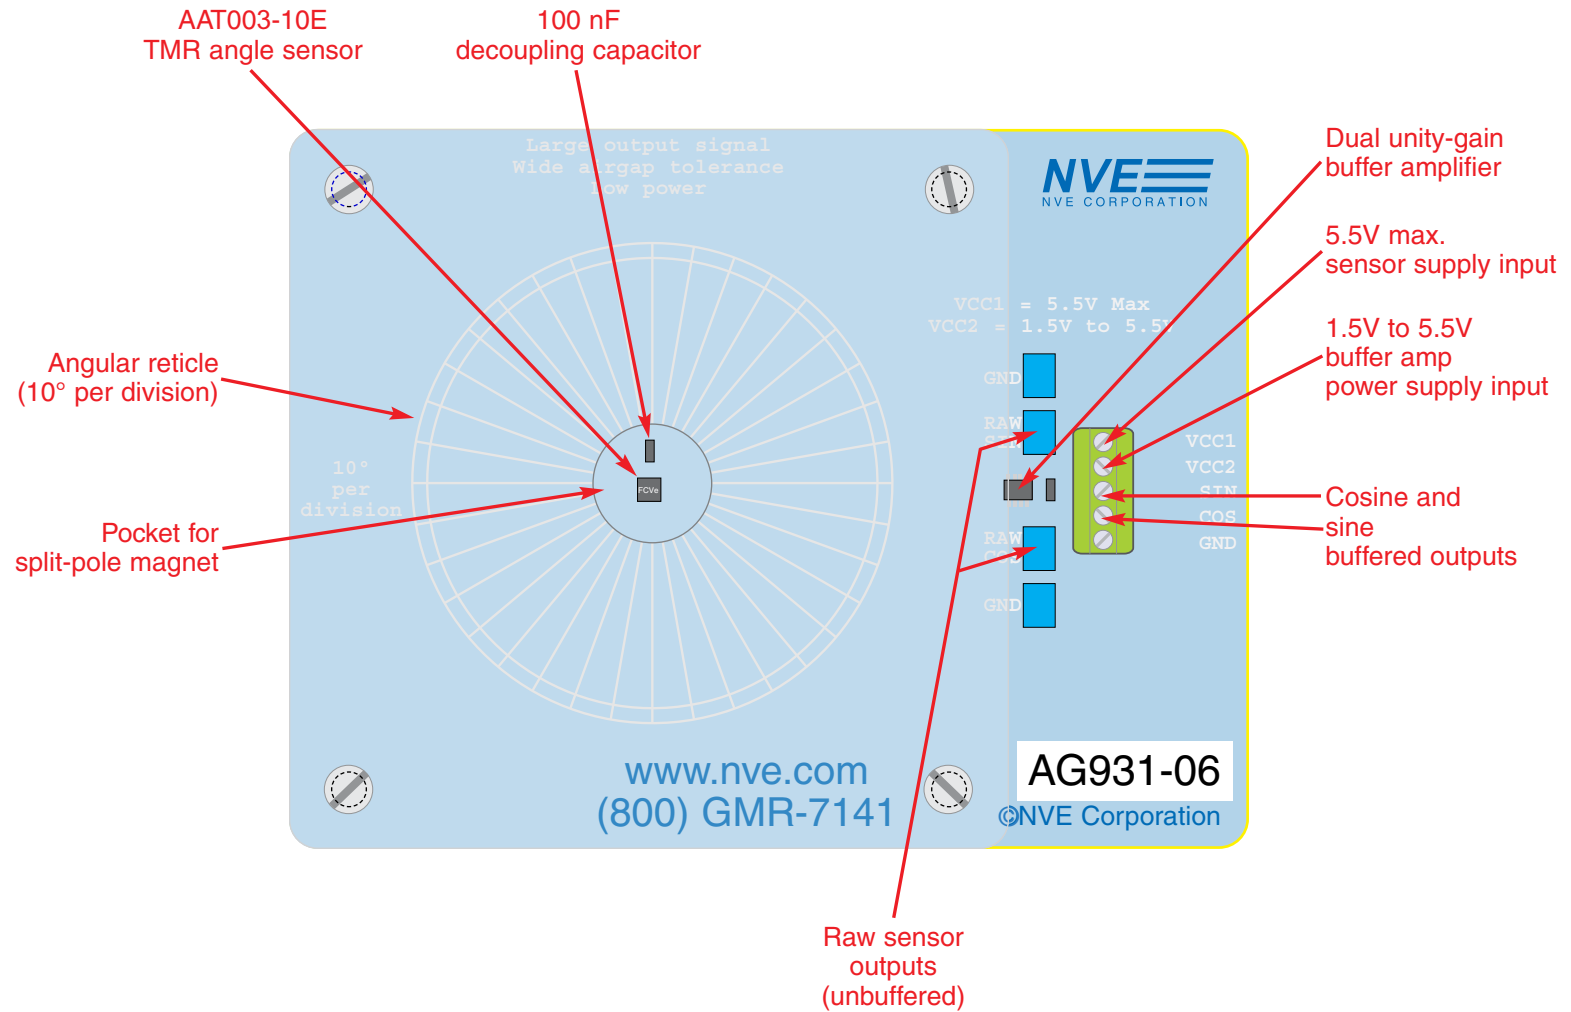 AAT003-10E
TMR angle sensor
100 nF
decoupling capacitor
Large output signal
Wide airgap tolerance
Low power
NVE
NVE CORPORATION
Dual unity-gain
buffer amplifier
5.5V max.
sensor supply input
VCC1 = 5.5V Max
VCC2 = 1.5V to 5.5V
1.5V to 5.5V
buffer amp
power supply input
Angular reticle
(10° per division)
GND
RAW
SIN
VCC1
VCC2
SIN
COS
GND
10°
per
division
FCVe
Cosine and
sine
buffered outputs
Pocket for
split-pole magnet
RAW
COS
GND
www.nve.com
(800) GMR-7141
AG931-06
©NVE Corporation
Raw sensor
outputs
(unbuffered)